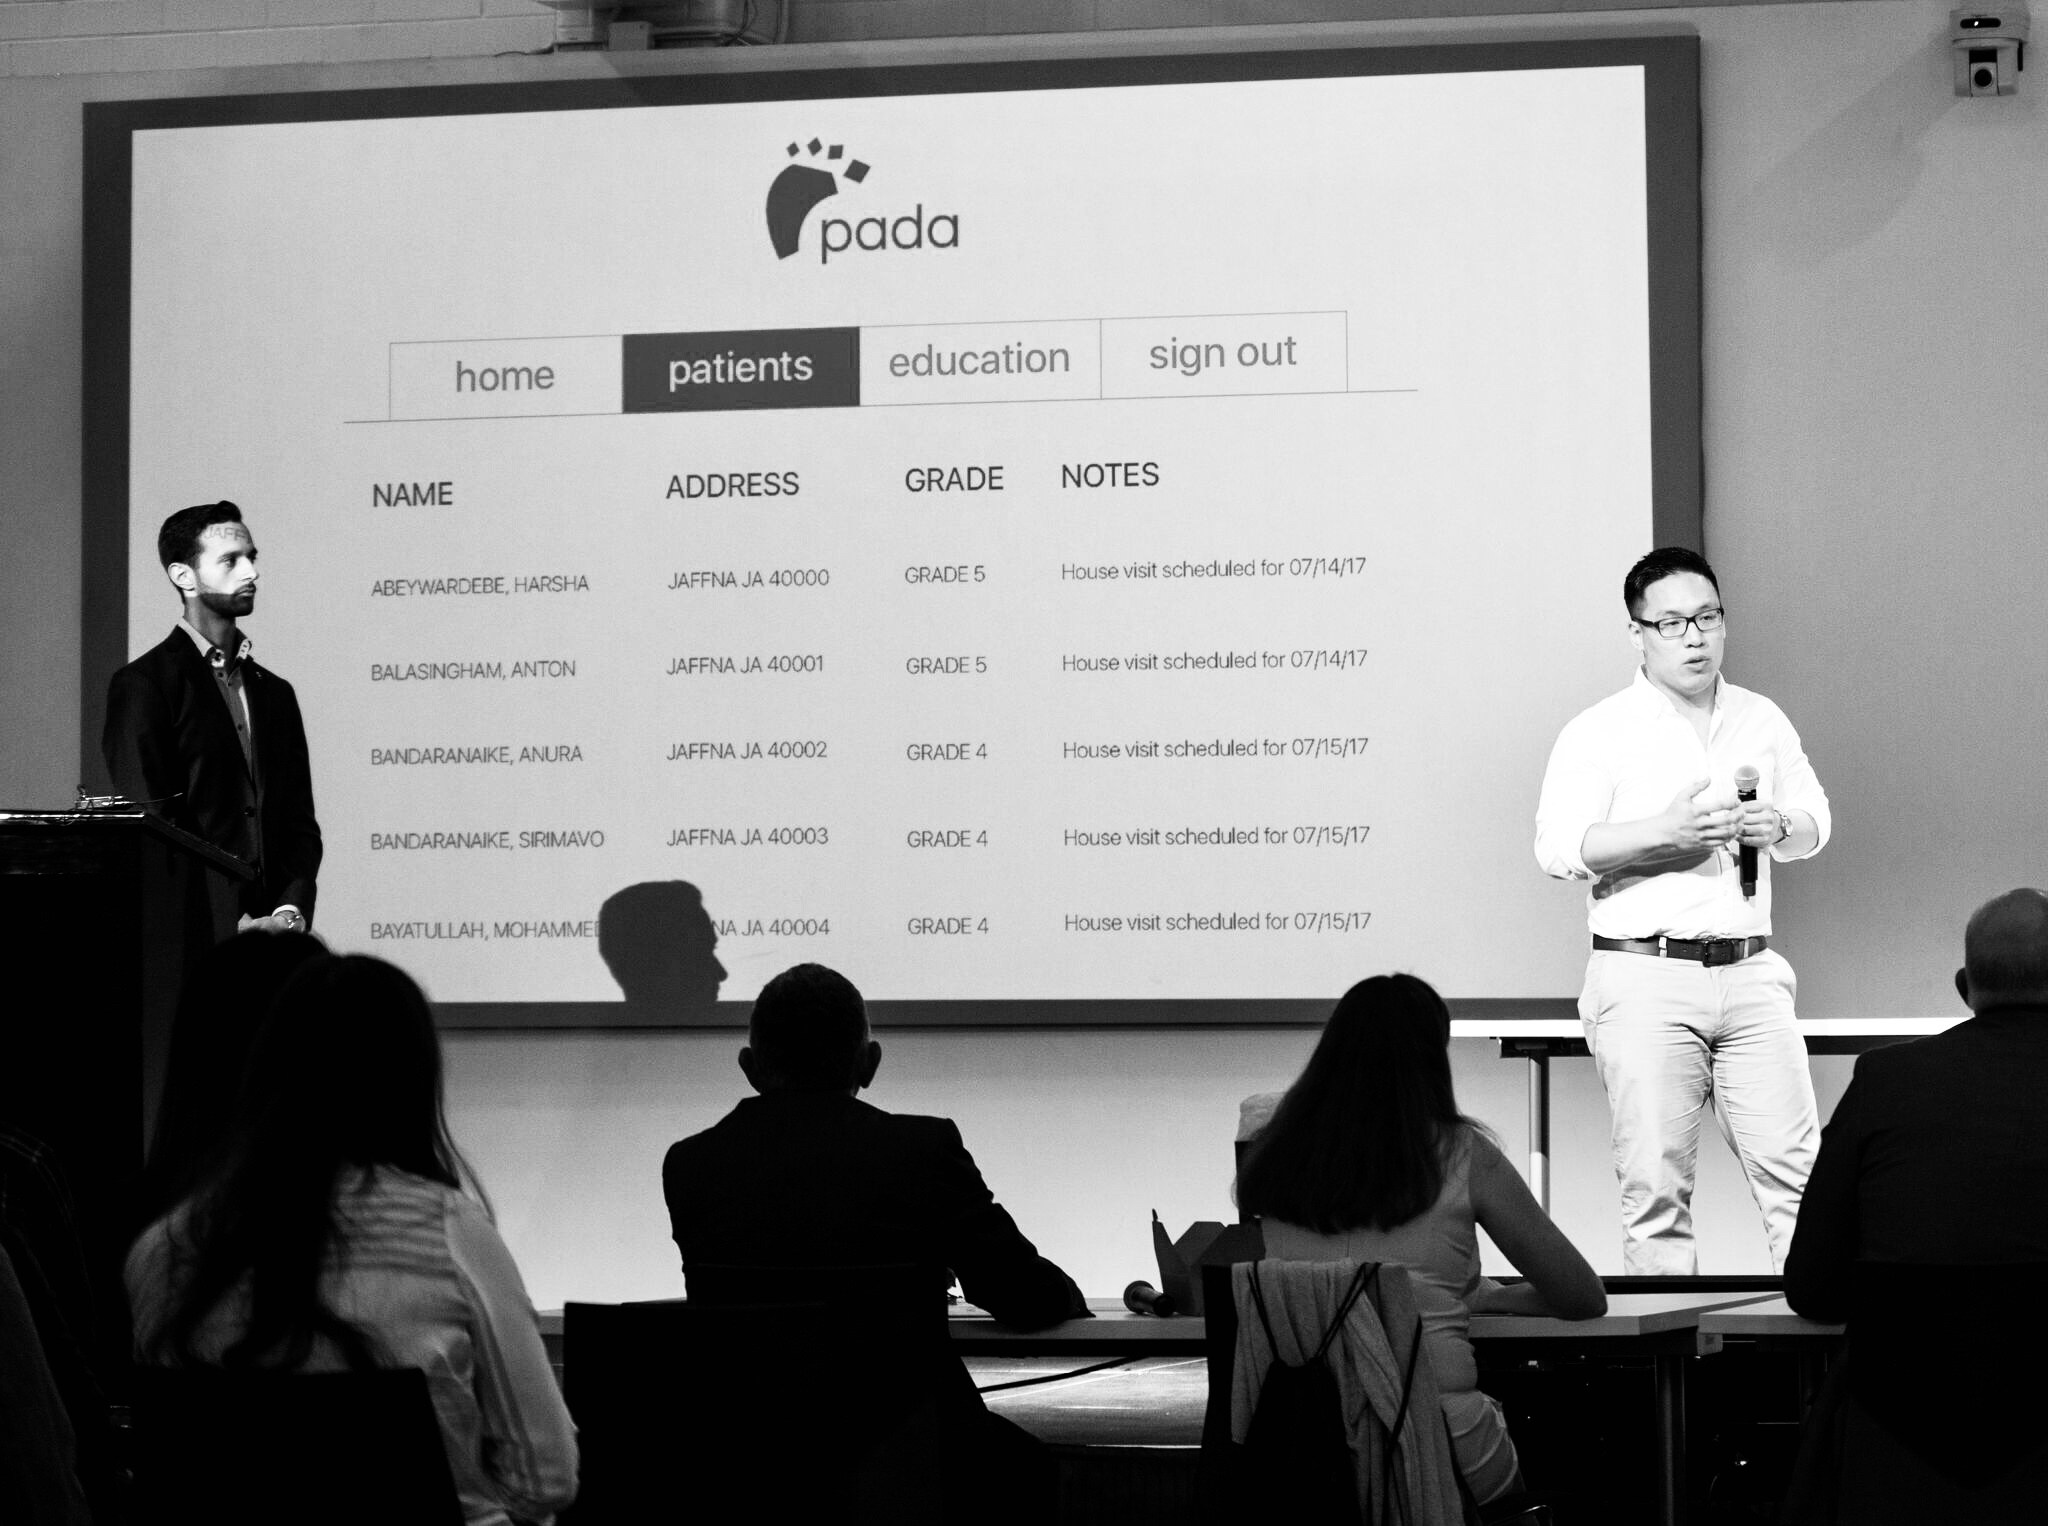 pada
home patients education sign out
NAME ADDRESS GRADE NOTES
ABEYWARDEBE, HARSHA JAFFNA JA 40000 GRADE 5 House visit scheduled for 07/14/17
BALASINGHAM, ANTON JAFFNA JA 40001 GRADE 5 House visit scheduled for 07/14/17
BANDARANAIKE, ANURA JAFFNA JA 40002 GRADE 4 House visit scheduled for 07/15/17
BANDARANAIKE, SIRIMAVO JAFFNA JA 40003 GRADE 4 House visit scheduled for 07/15/17
BAYATULLAH, MOHAMMED NA JA 40004 GRADE 4 House visit scheduled for 07/15/17